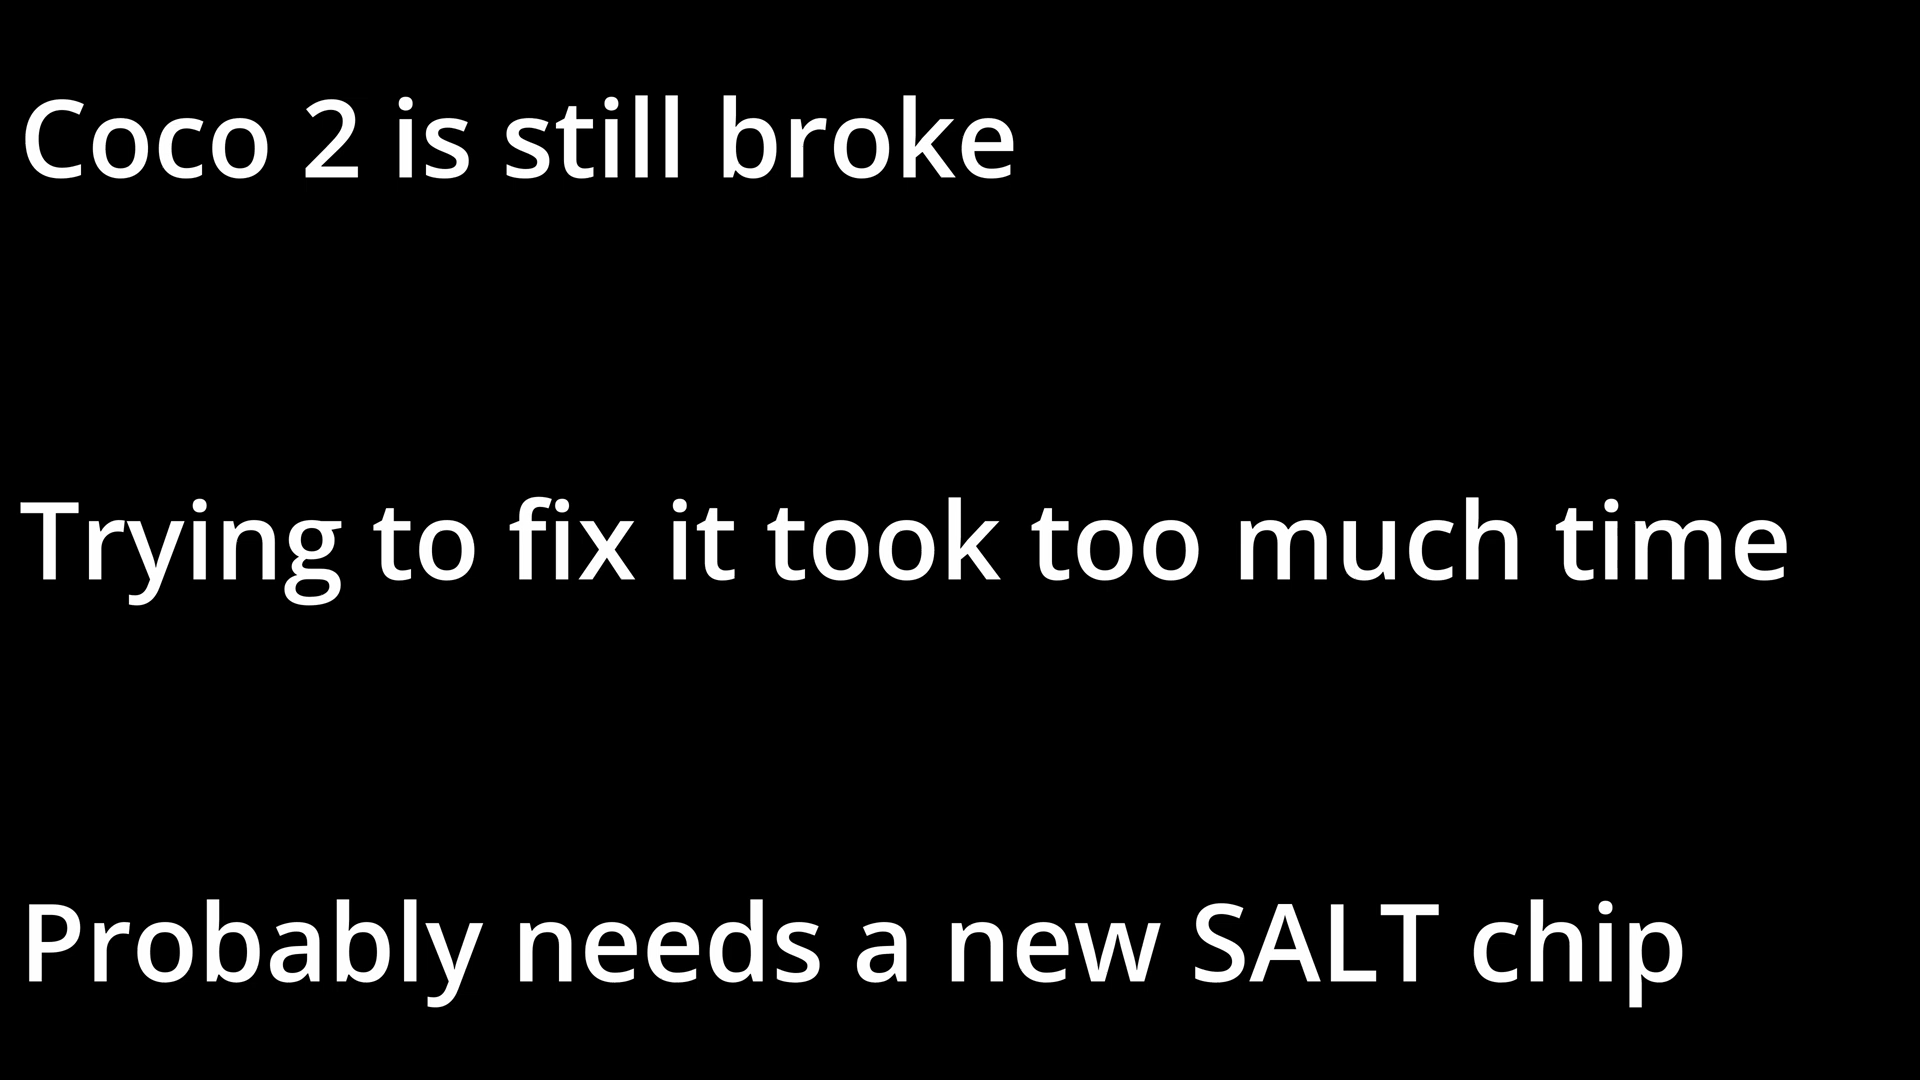 Coco 2 is still broke
Trying to fix it took too much time
Probably needs a new SALT chip